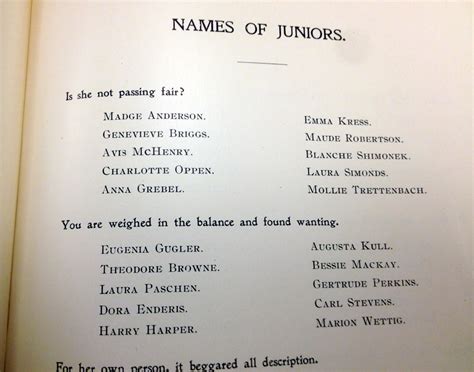 NAMES OF JUNIORS.
Is she not passing fair?
MADGE ANDERSON.
GENEVIEVE BRIGGS.
AVIS MCHENRY.
CHARLOTTE OPPEN.
ANNA GREBEL.
EMMA KRESS.
MAUDE ROBERTSON.
BLANCHE SHIMONEK.
LAURA SIMONDS.
MOLLIE TRETTENBACH.
You are weighed in the balance and found wanting.
EUGENIA GUGLER.
THEODORE BROWNE.
LAURA PASCHEN.
DORA ENDERIS.
HARRY HARPER.
AUGUSTA KULL.
BESSIE MACKAY.
GERTRUDE PERKINS.
CARL STEVENS.
MARION WETTIG.
For her own person, it beggared all description.